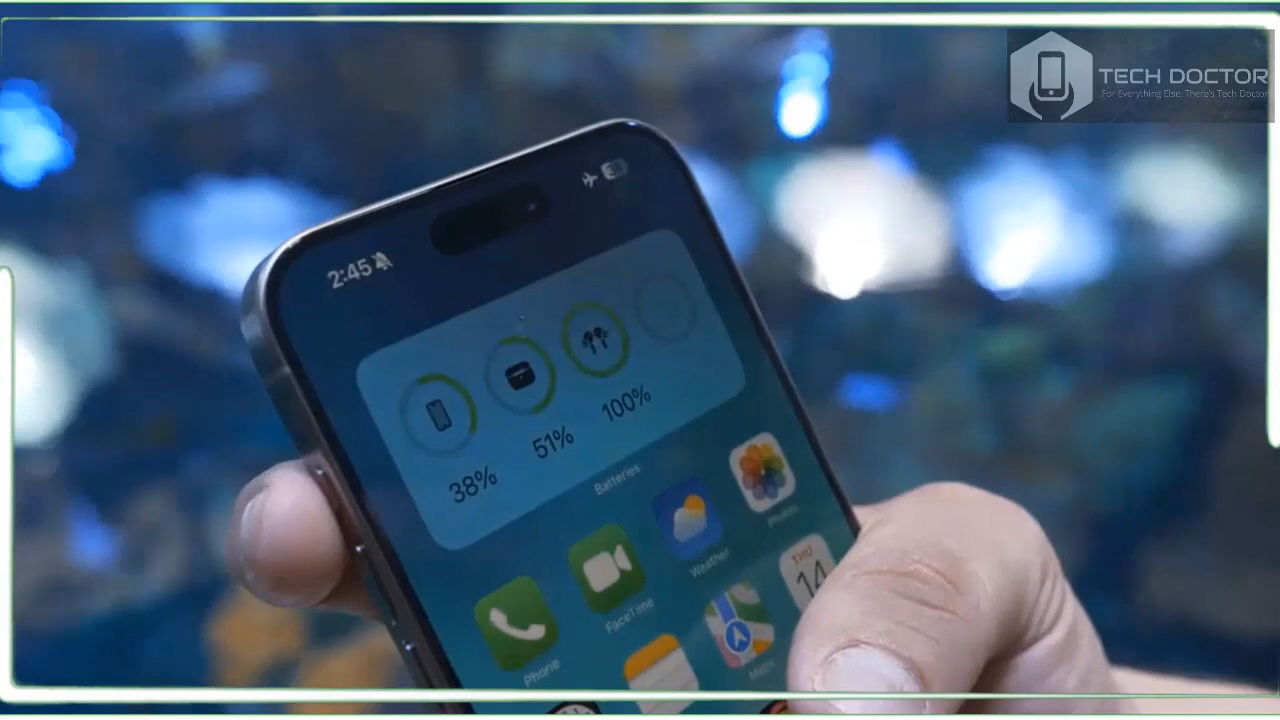 TECH DOCTOR
For Everything Else, There's Tech Doctor
2:45
38%
51%
100%
Batteries
Phone
FaceTime
Weather
Photos
Maps
THU
14